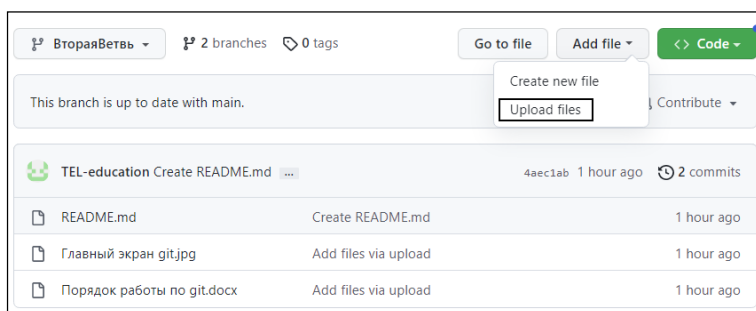 ВтораяВетвь 2 branches 0 tags Go to file Add file <> Code
Create new file
This branch is up to date with main. Upload files Contribute
TEL-education Create README.md ... 4aec1ab 1 hour ago 2 commits
README.md Create README.md 1 hour ago
Главный экран git.jpg Add files via upload 1 hour ago
Порядок работы по git.docx Add files via upload 1 hour ago